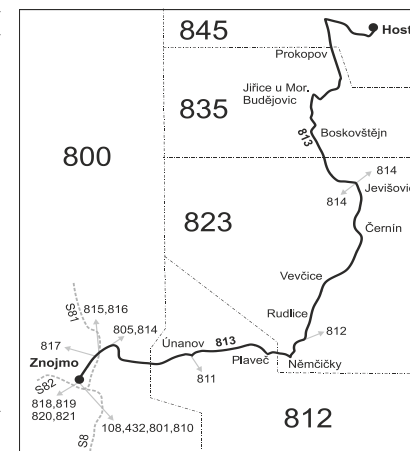 845
Host
Prokopov
Jiřice u Mor.
Budějovic
835
813
Boskovštějn
800
814
814
Jevišovic
823
Černín
Vevčice
S81
815,816
Rudlice
805,814
812
817
Únanov
813
Plaveč
Němčičky
Znojmo
811
S82
818,819
820,821
108,432,801,810
812
S8